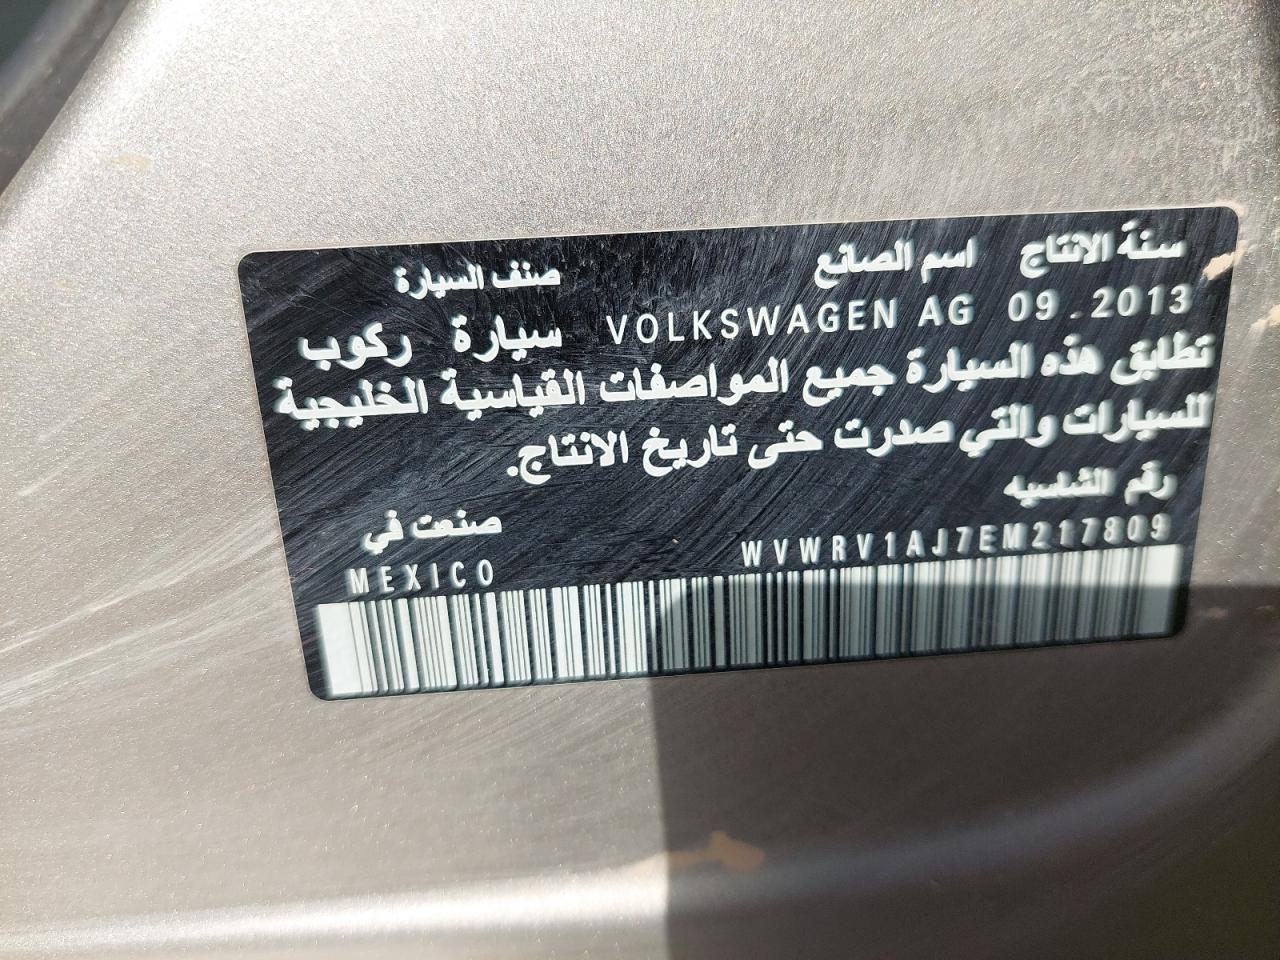 سنة الانتاج اسم الصانع صنف السيارة
09.2013 VOLKSWAGEN AG سيارة ركوب
تطابق هذه السيارة جميع المواصفات القياسية الخليجية
للسيارات والتي صدرت حتى تاريخ الانتاج.
رقم الشاسيه صنعت في
WVWRV1AJ7EM217809 MEXICO